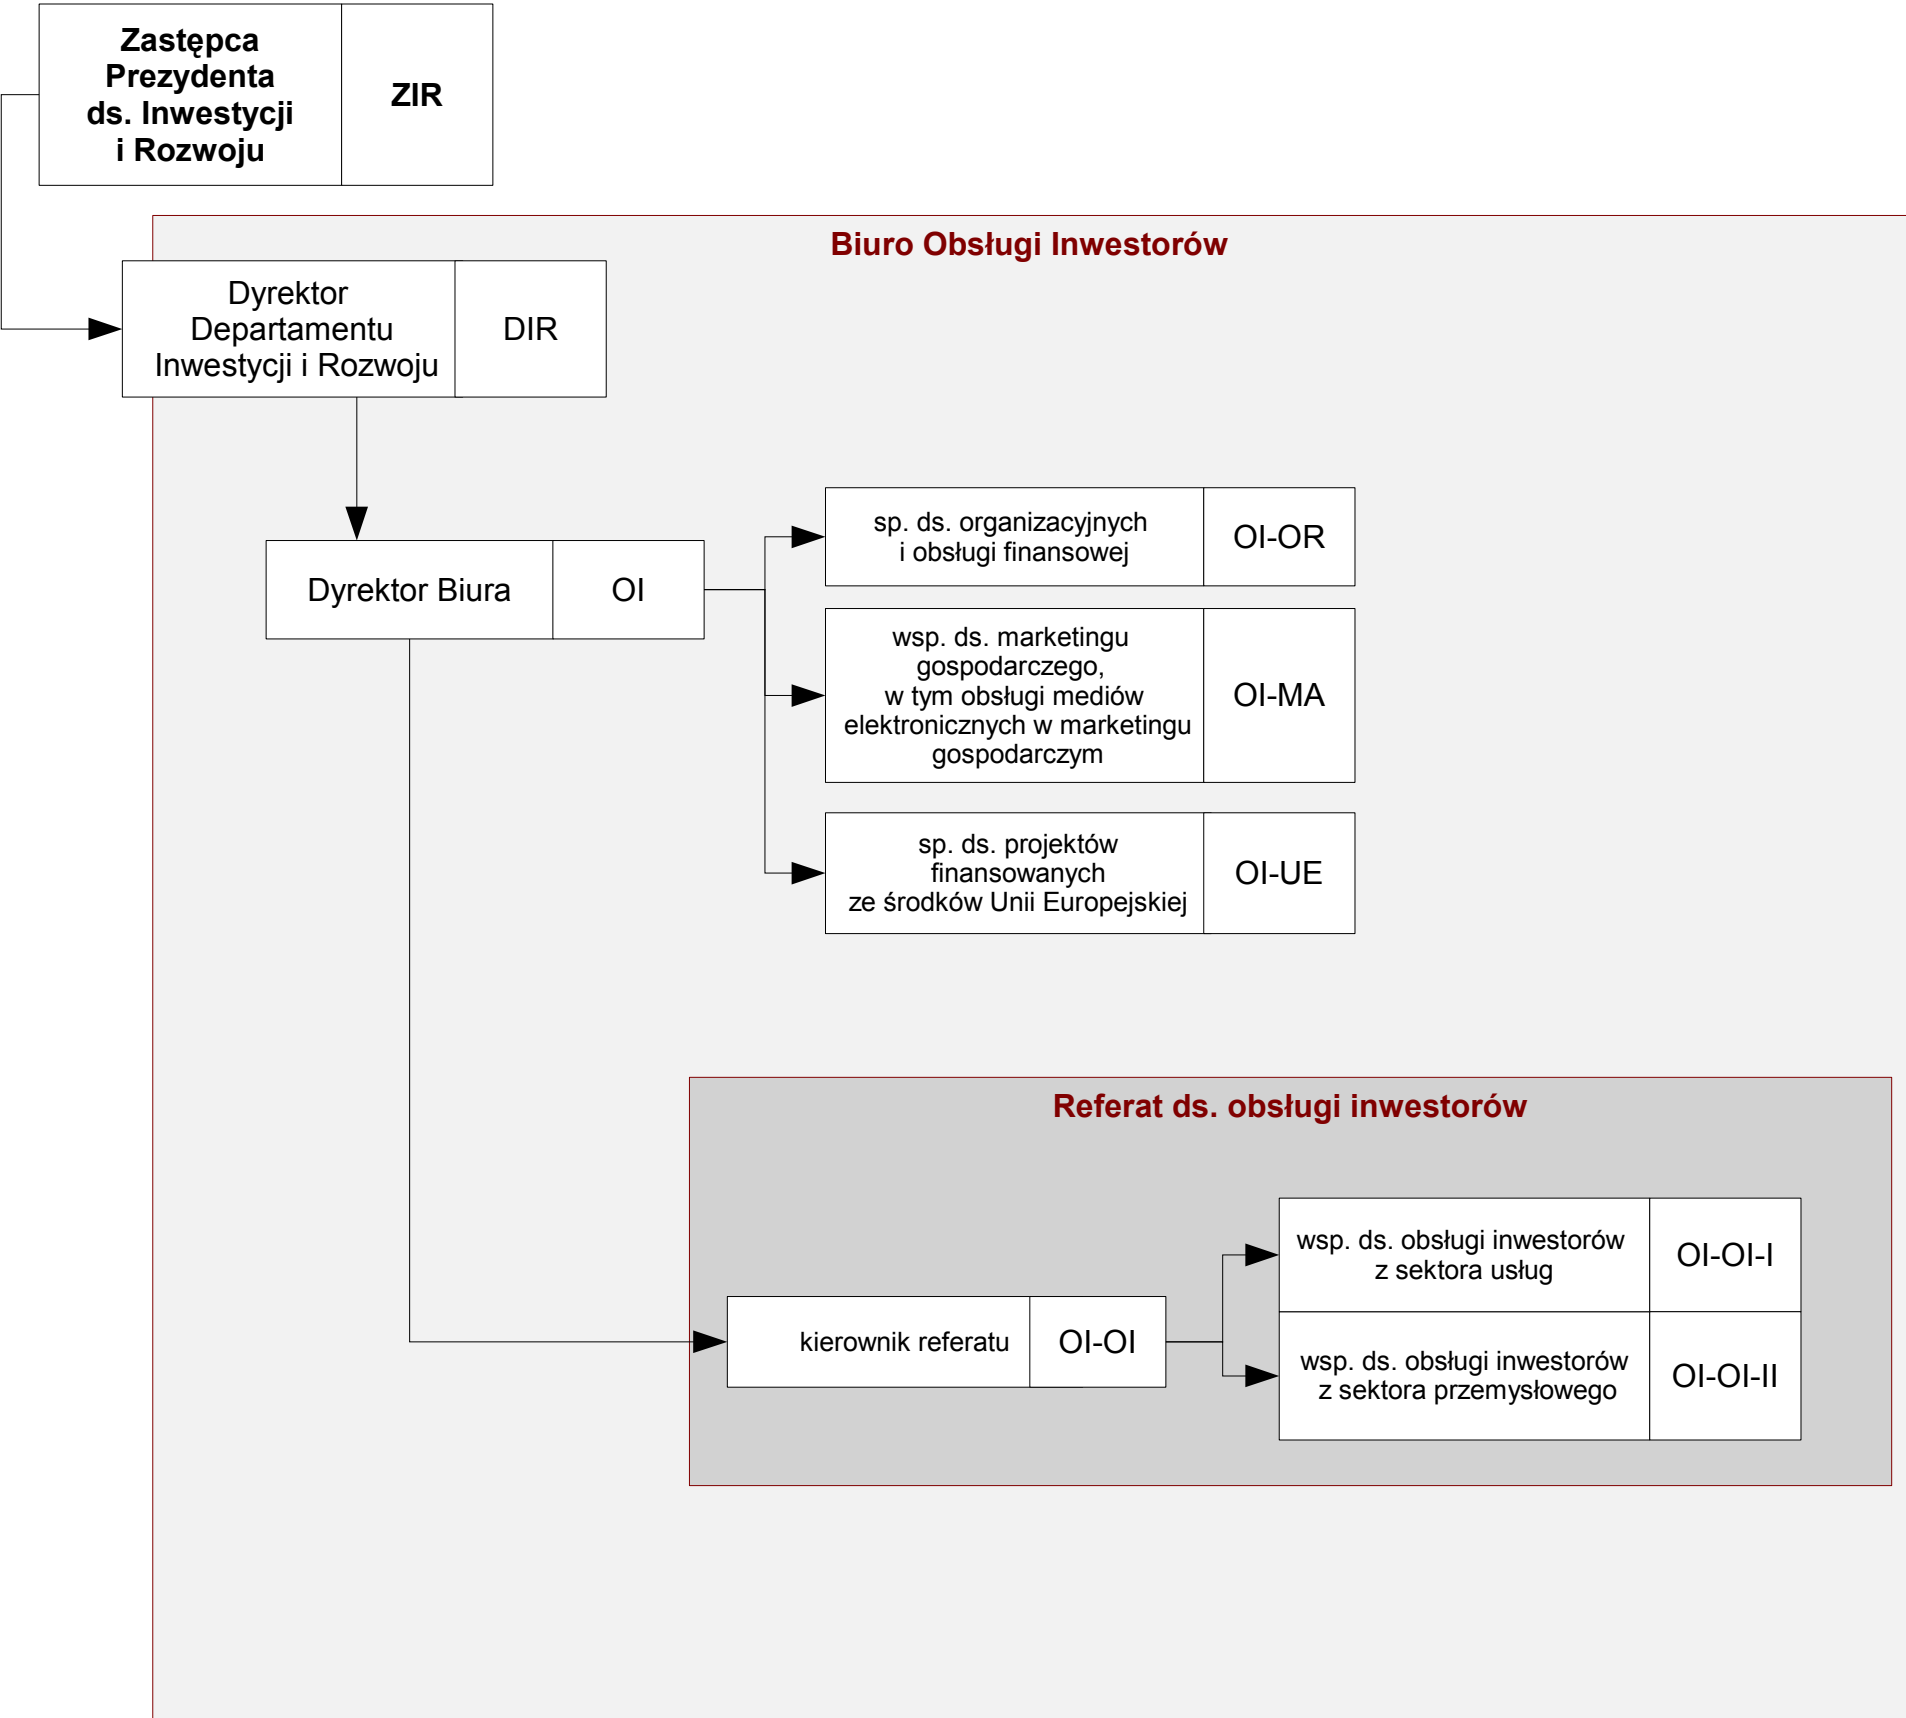 Zastępca
Prezydenta
ds. Inwestycji
i Rozwoju
ZIR
Biuro Obsługi Inwestorów
Dyrektor
Departamentu
Inwestycji i Rozwoju
DIR
Dyrektor Biura
OI
sp. ds. organizacyjnych
i obsługi finansowej
OI-OR
wsp. ds. marketingu
gospodarczego,
w tym obsługi mediów
elektronicznych w marketingu
gospodarczym
OI-MA
sp. ds. projektów
finansowanych
ze środków Unii Europejskiej
OI-UE
Referat ds. obsługi inwestorów
kierownik referatu
OI-OI
wsp. ds. obsługi inwestorów
z sektora usług
OI-OI-I
wsp. ds. obsługi inwestorów
z sektora przemysłowego
OI-OI-II